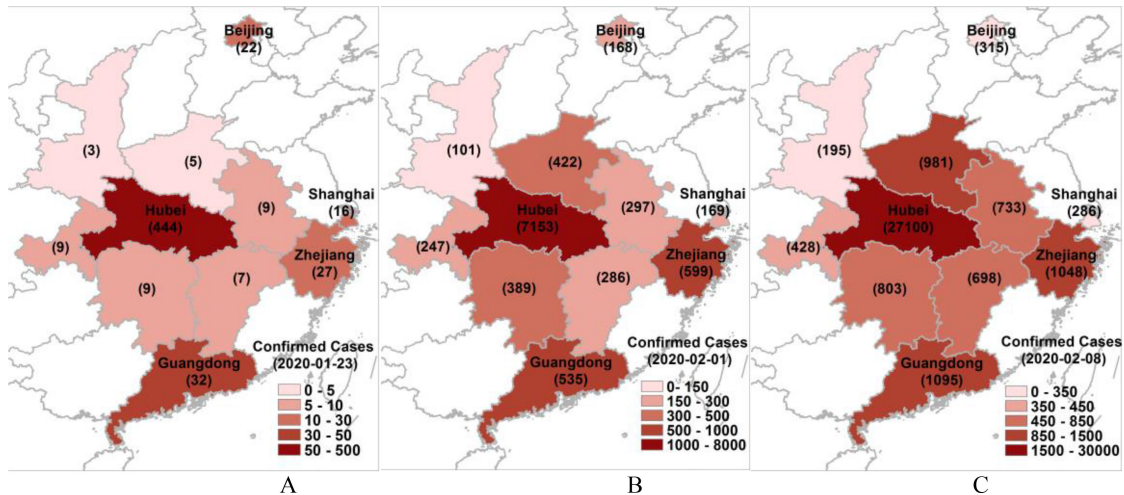 Beijing
(22)
(3)
(5)
Shanghai
(16)
Hubei
(444)
(9)
(9)
Zhejiang
(27)
(9)
(7)
Guangdong
(32)
Confirmed Cases
(2020-01-23)
0 - 5
5 - 10
10 - 30
30 - 50
50 - 500
A
Beijing
(168)
(101)
(422)
Shanghai
(169)
Hubei
(7153)
(297)
(247)
Zhejiang
(599)
(389)
(286)
Guangdong
(535)
Confirmed Cases
(2020-02-01)
0 - 150
150 - 300
300 - 500
500 - 1000
1000 - 8000
B
Beijing
(315)
(195)
(981)
Shanghai
(286)
Hubei
(27100)
(733)
(428)
Zhejiang
(1048)
(803)
(698)
Guangdong
(1095)
Confirmed Cases
(2020-02-08)
0 - 350
350 - 450
450 - 850
850 - 1500
1500 - 30000
C